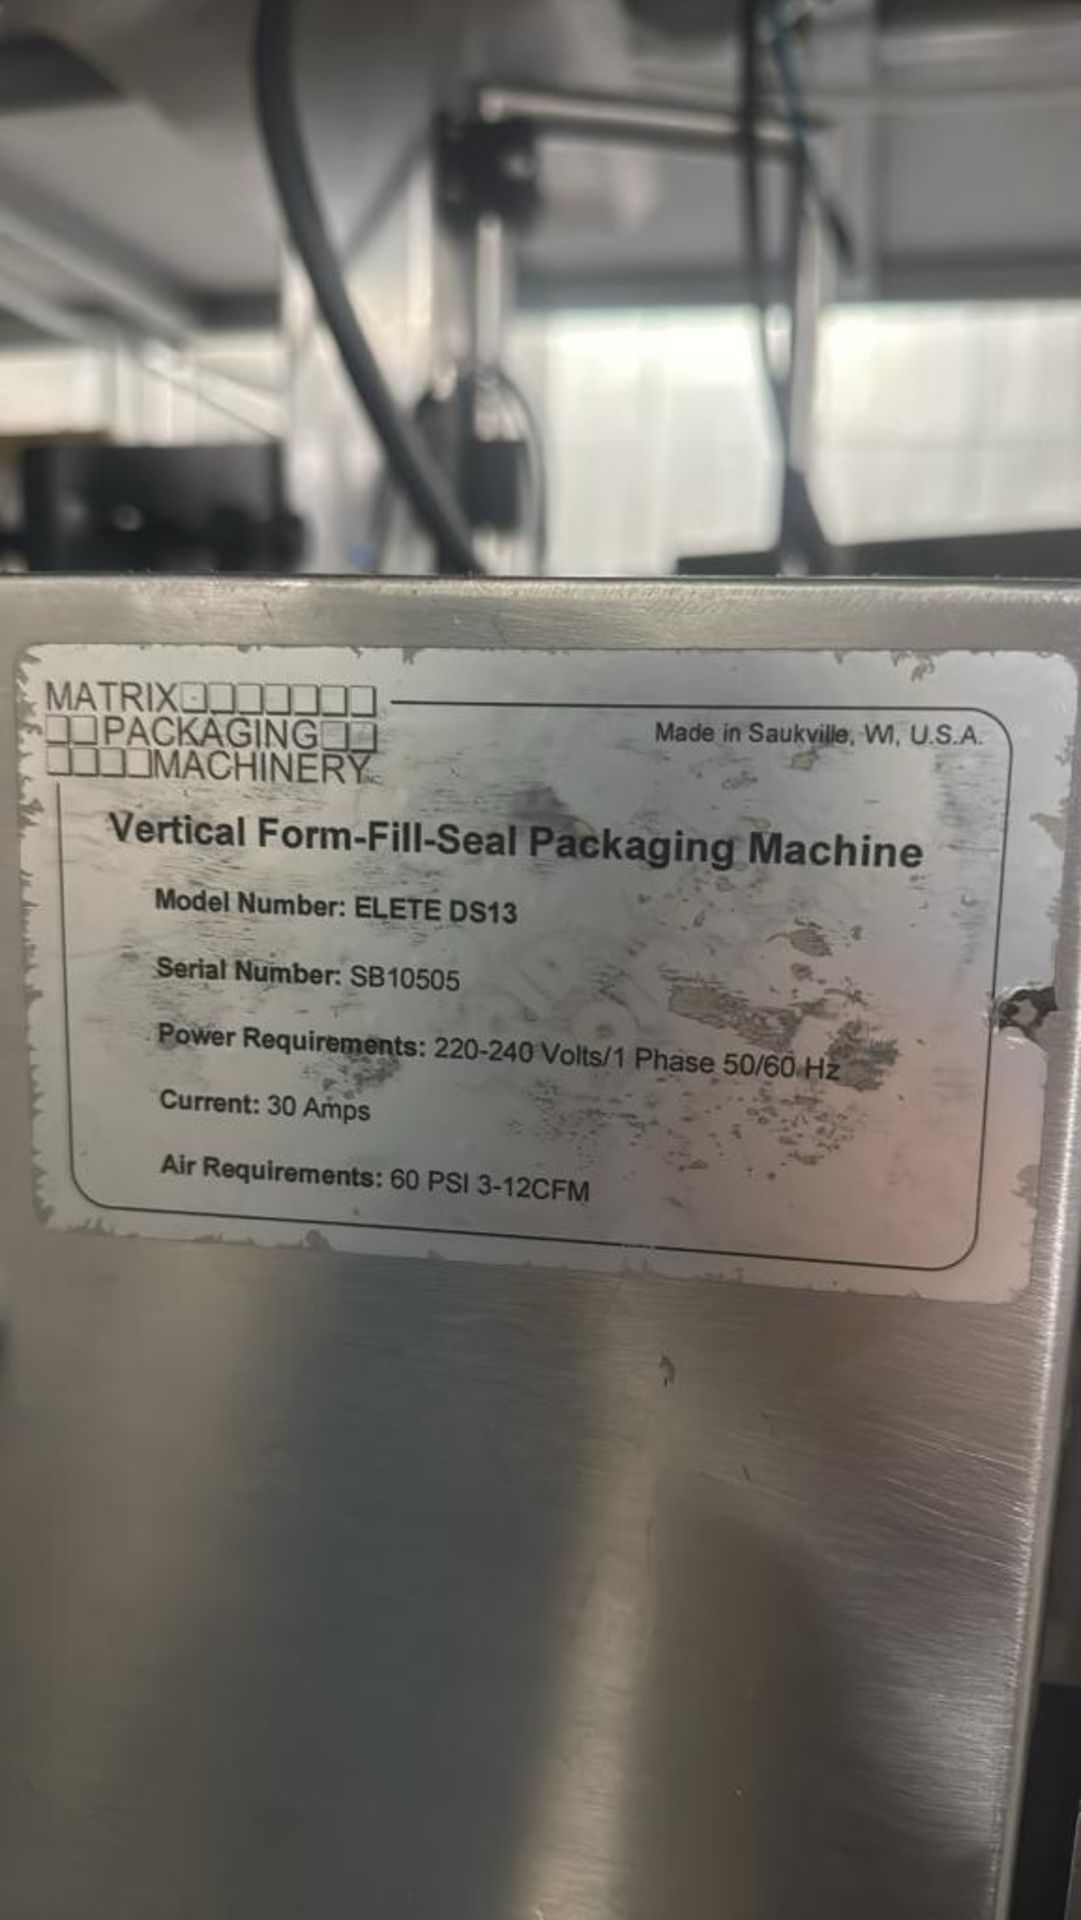 MATRIX
PACKAGING
MACHINERY INC.
Made in Saukville, WI, U.S.A.
Vertical Form-Fill-Seal Packaging Machine
Model Number: ELETE DS13
Serial Number: SB10505
Power Requirements: 220-240 Volts/1 Phase 50/60 Hz
Current: 30 Amps
Air Requirements: 60 PSI 3-12CFM